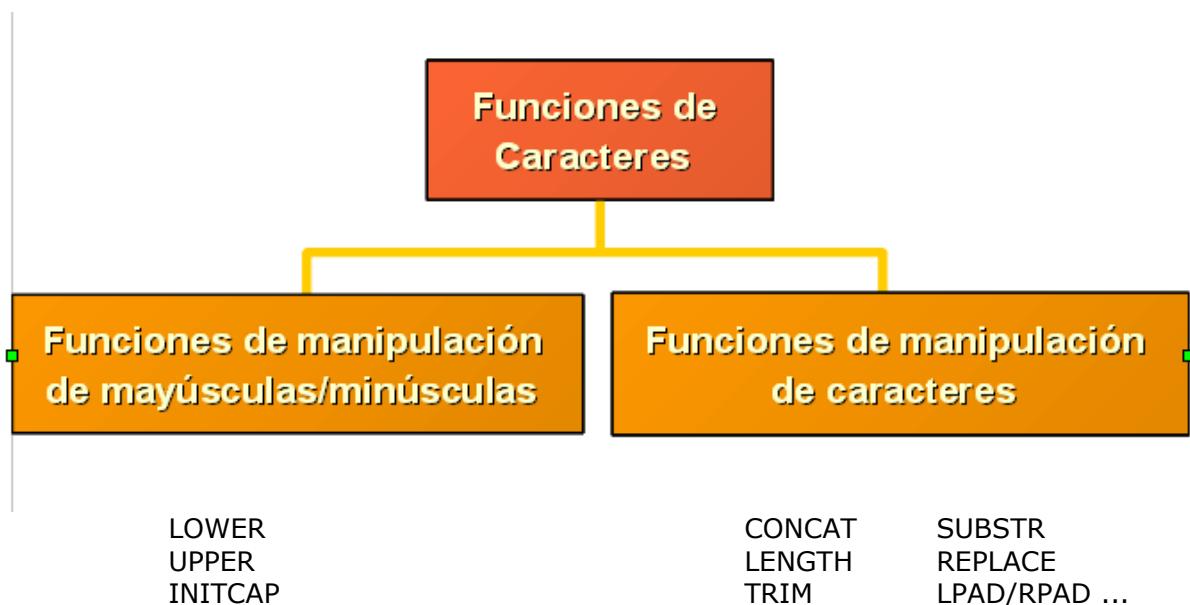 Funciones de
Caracteres
Funciones de manipulación
de mayúsculas/minúsculas
Funciones de manipulación
de caracteres
LOWER
UPPER
INITCAP
CONCAT SUBSTR
LENGTH REPLACE
TRIM LPAD/RPAD ...